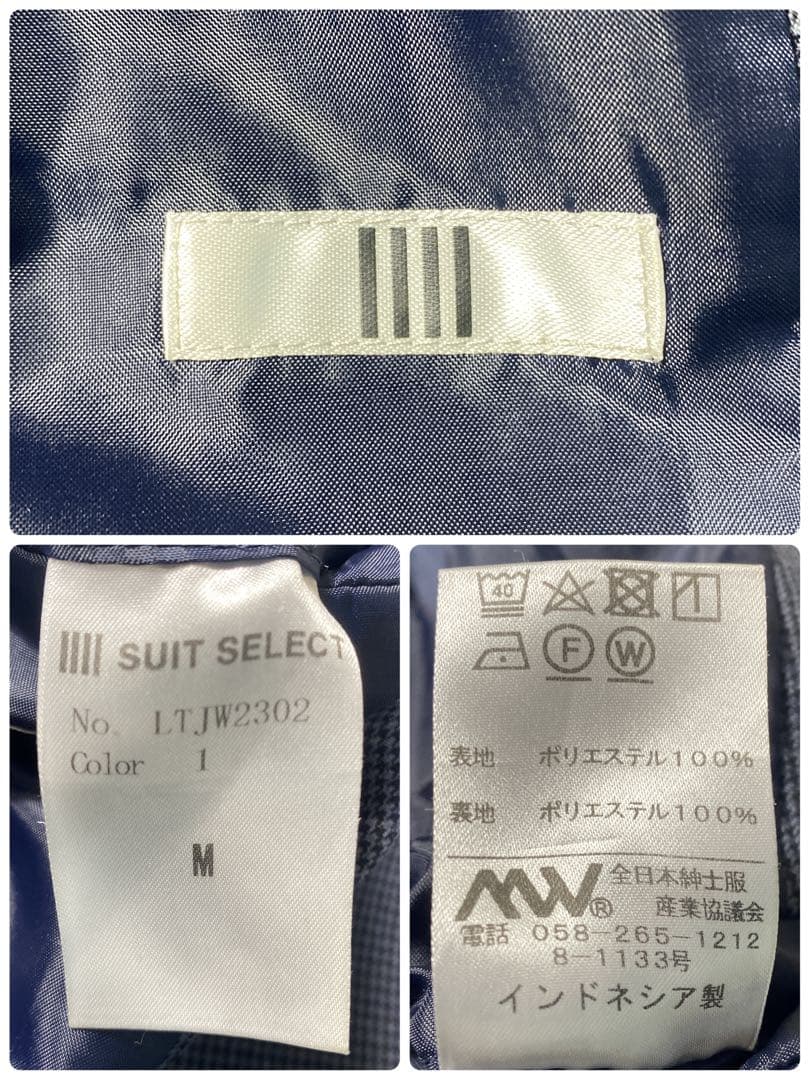 SUIT SELECT
No. LTJW2302
Color 1
M
40
F W
表地 ポリエステル100%
裏地 ポリエステル100%
MW® 全日本紳士服
産業協議会
電話 058-265-1212
8-1133号
インドネシア製